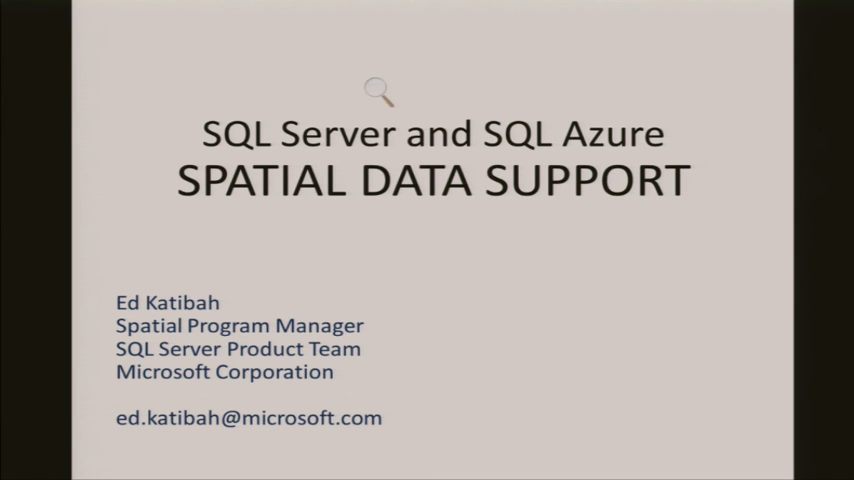 SQL Server and SQL Azure
SPATIAL DATA SUPPORT
Ed Katibah
Spatial Program Manager
SQL Server Product Team
Microsoft Corporation
ed.katibah@microsoft.com